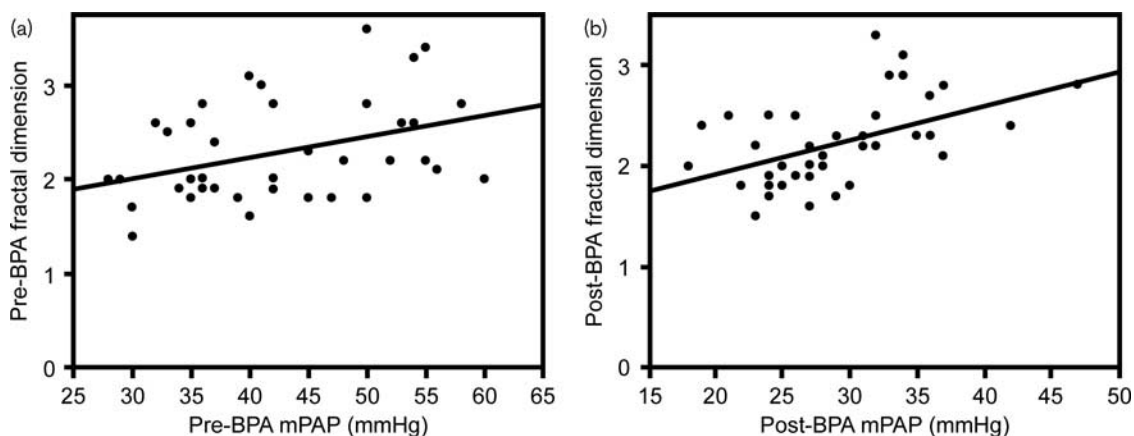 (a)
Pre-BPA fractal dimension
3
2
1
0
25 30 35 40 45 50 55 60 65
Pre-BPA mPAP (mmHg)
(b)
Post-BPA fractal dimension
3
2
1
0
15 20 25 30 35 40 45 50
Post-BPA mPAP (mmHg)